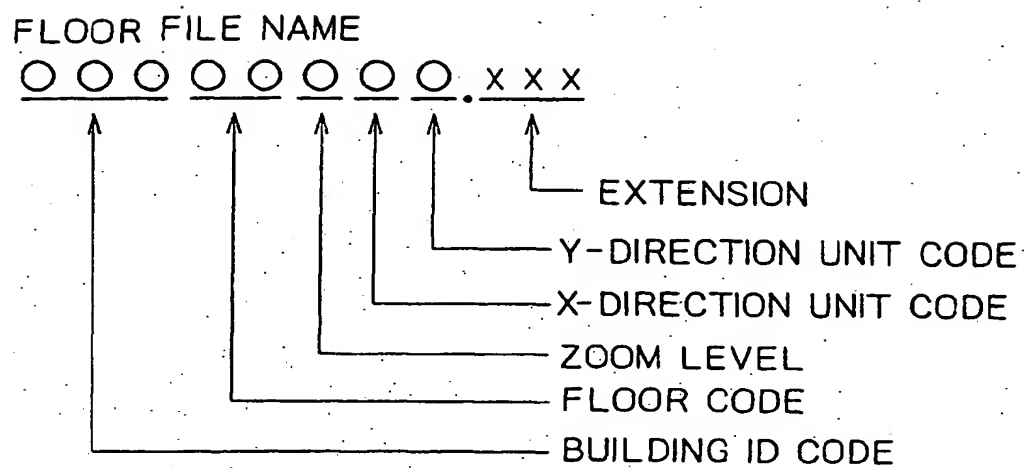 FLOOR FILE NAME
○○○ ○○ ○ ○ ○.xxx
EXTENSION
Y-DIRECTION UNIT CODE
X-DIRECTION UNIT CODE
ZOOM LEVEL
FLOOR CODE
BUILDING ID CODE